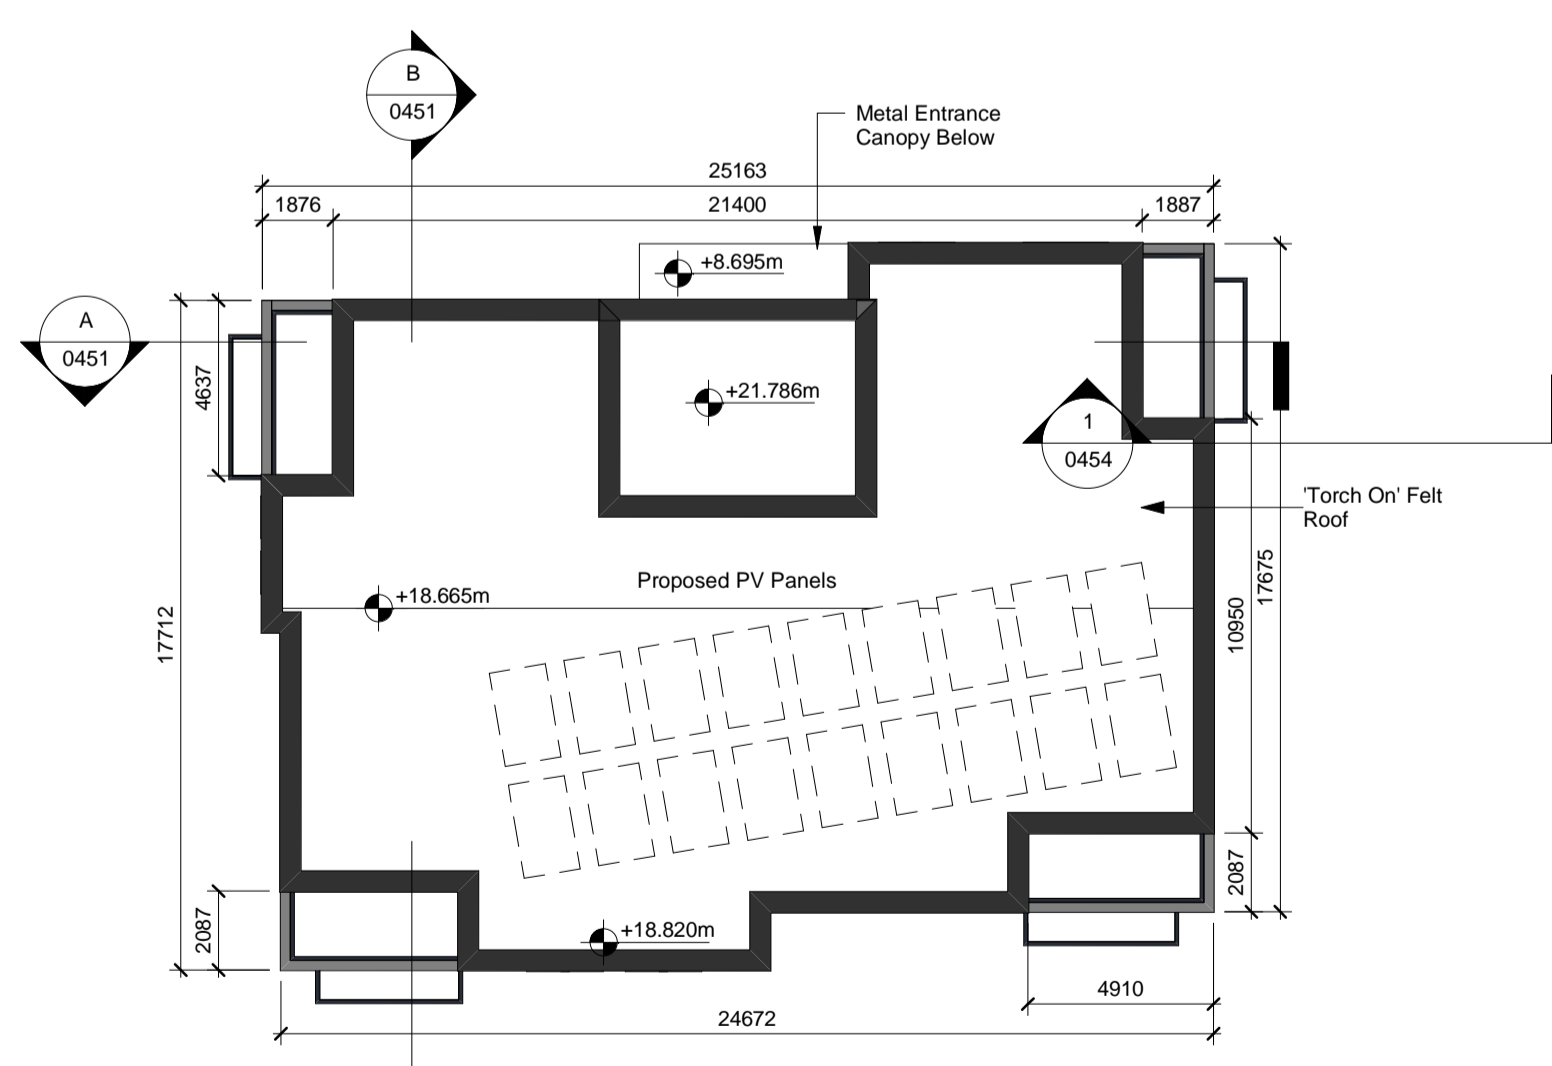 B
0451
Metal Entrance
Canopy Below
25163
1876
21400
1887
+8.695m
A
0451
4637
+21.786m
1
0454
'Torch On' Felt
Roof
Proposed PV Panels
+18.665m
17712
10950
17675
2087
2087
+18.820m
4910
24672